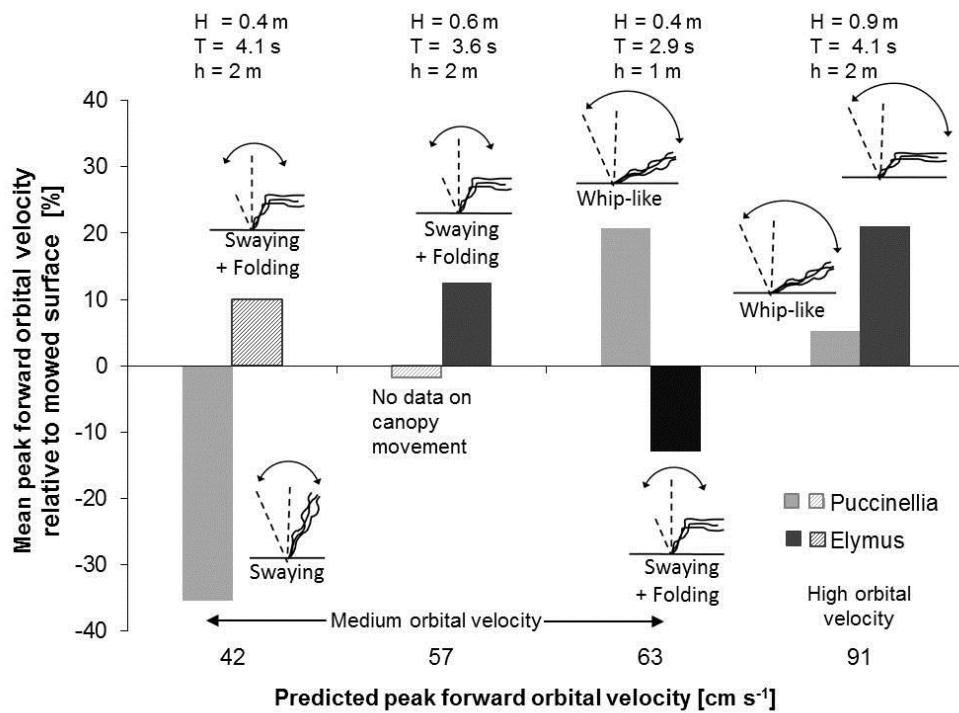 H = 0.4 m
T = 4.1 s
h = 2 m
H = 0.6 m
T = 3.6 s
h = 2 m
H = 0.4 m
T = 2.9 s
h = 1 m
H = 0.9 m
T = 4.1 s
h = 2 m
Mean peak forward orbital velocity
relative to mowed surface [%]
40
30
20
10
0
-10
-20
-30
-40
Swaying
+ Folding
Swaying
+ Folding
Whip-like
Whip-like
No data on
canopy
movement
Swaying
Swaying
+ Folding
Puccinellia
Elymus
Medium orbital velocity
High orbital
velocity
42
57
63
91
Predicted peak forward orbital velocity [cm s⁻¹]